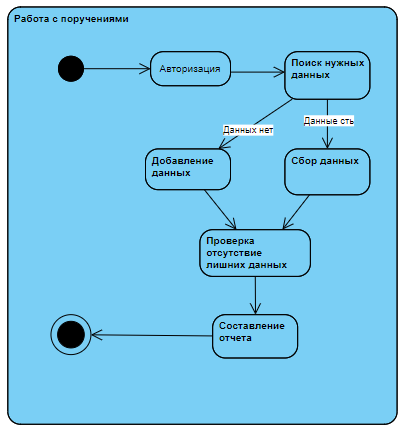 Работа с поручениями
Авторизация
Поиск нужных
данных
Данных нет
Данные сть
Добавление
данных
Сбор данных
Проверка
отсутствие
лишних данных
Составление
отчета